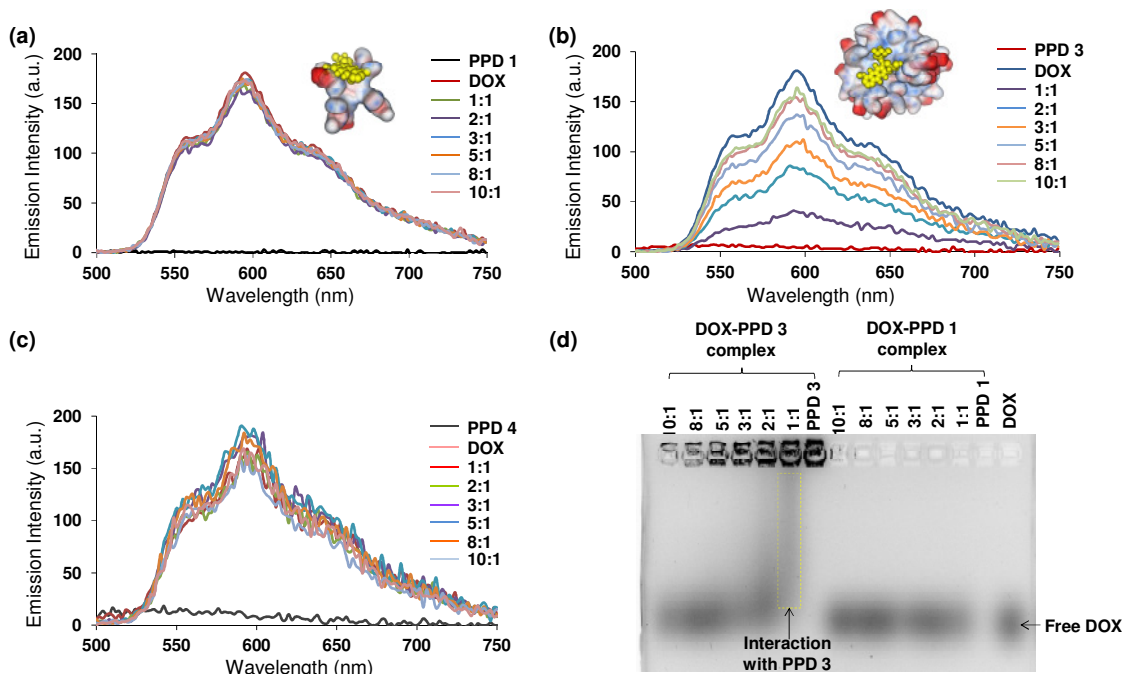 (a)
200
150
100
50
0
Emission Intensity (a.u.)
500 550 600 650 700 750
Wavelength (nm)
PPD 1
DOX
1:1
2:1
3:1
5:1
8:1
10:1
(b)
200
150
100
50
0
Emission Intensity (a.u.)
500 550 600 650 700 750
Wavelength (nm)
PPD 3
DOX
1:1
2:1
3:1
5:1
8:1
10:1
(c)
200
150
100
50
0
Emission Intensity (a.u.)
500 550 600 650 700 750
Wavelength (nm)
PPD 4
DOX
1:1
2:1
3:1
5:1
8:1
10:1
(d)
DOX-PPD 3
complex
DOX-PPD 1
complex
10:1 8:1 5:1 3:1 2:1 1:1 PPD 3 10:1 8:1 5:1 3:1 2:1 1:1 PPD 1 DOX
Free DOX
Interaction
with PPD 3